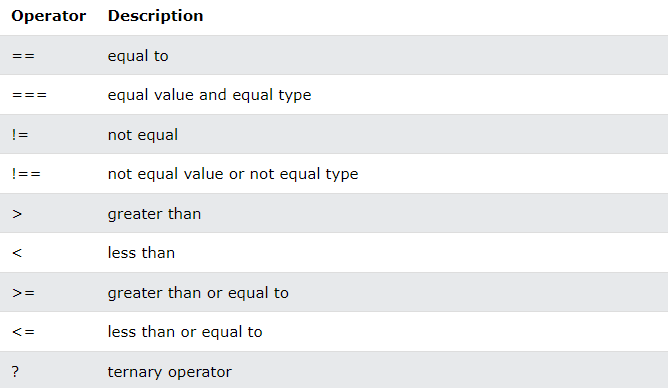 Operator Description
== equal to
=== equal value and equal type
!= not equal
!== not equal value or not equal type
> greater than
< less than
>= greater than or equal to
<= less than or equal to
? ternary operator